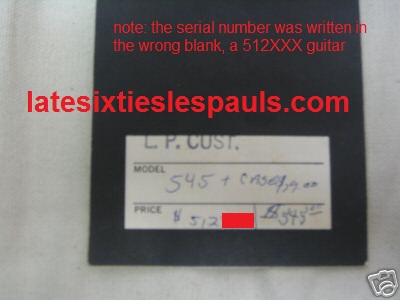 note: the serial number was written in
the wrong blank, a 512XXX guitar
latesixtieslespauls.com
L. P. CUST.
MODEL
545 + CASE
PRICE
$ 512